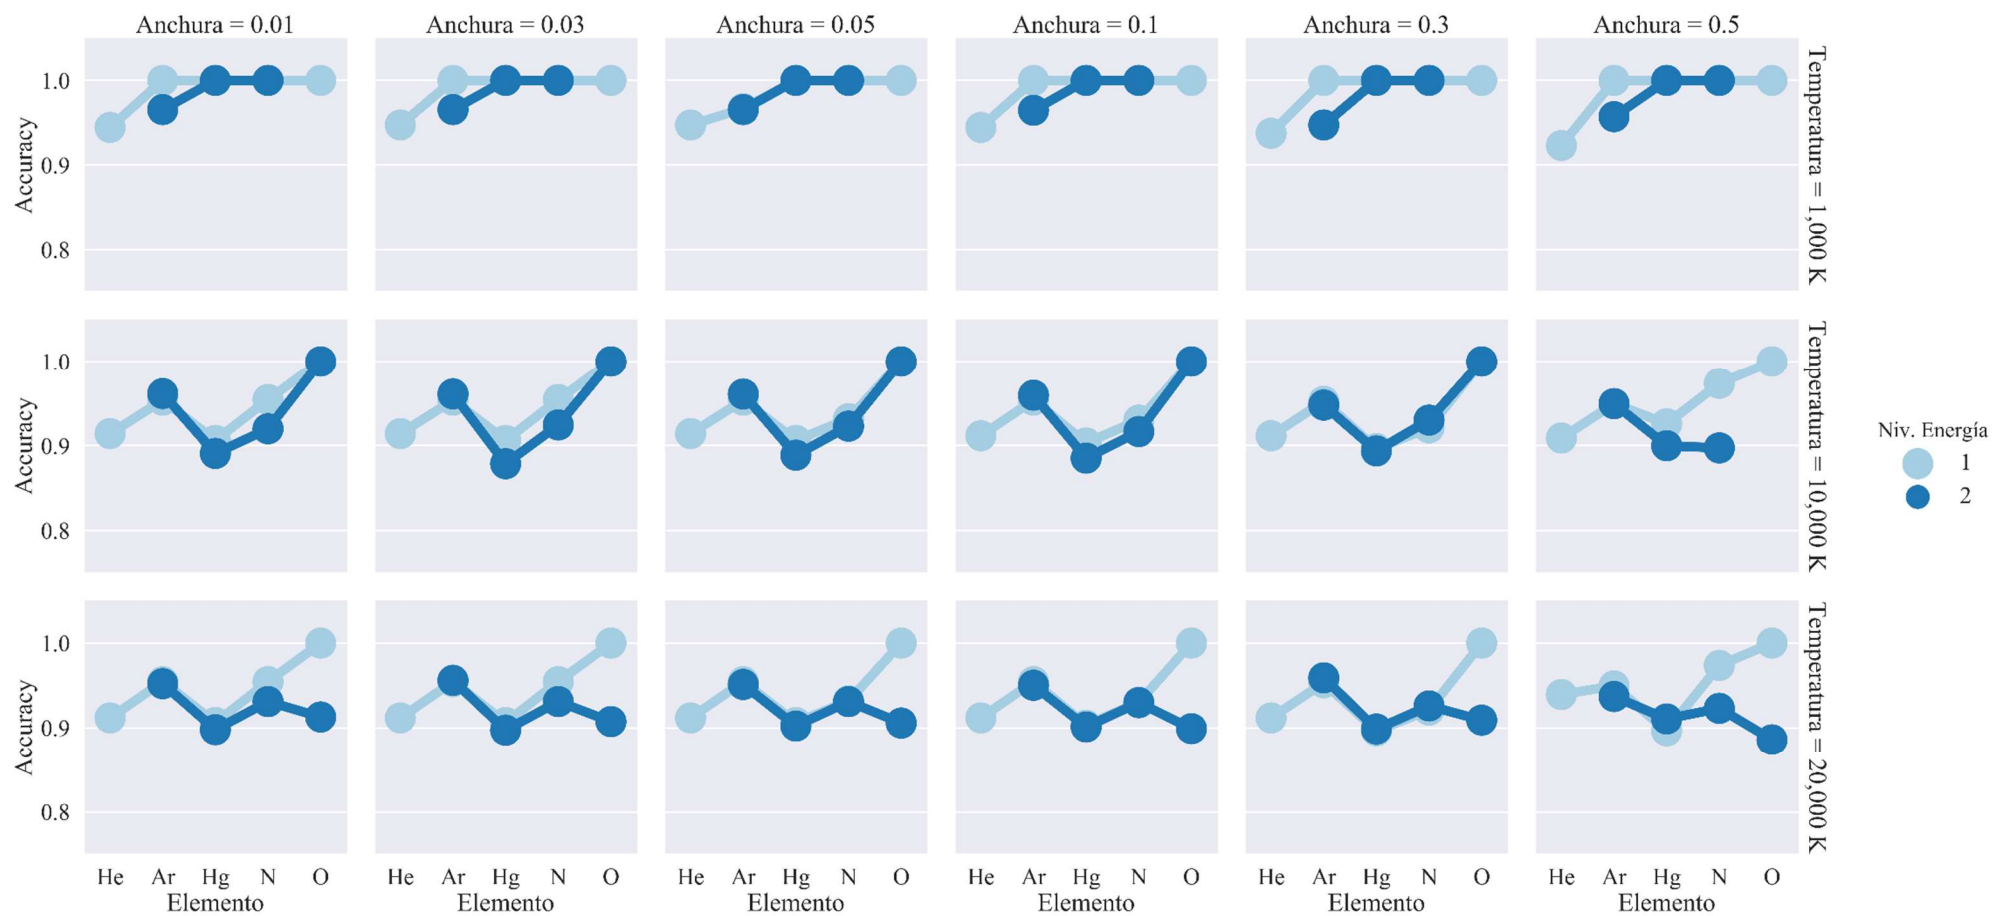 Anchura = 0.01
Anchura = 0.03
Anchura = 0.05
Anchura = 0.1
Anchura = 0.3
Anchura = 0.5
Accuracy
1.0
0.9
0.8
Temperatura = 1,000 K
Accuracy
1.0
0.9
0.8
Temperatura = 10,000 K
Niv. Energía
1
2
Accuracy
1.0
0.9
0.8
Temperatura = 20,000 K
He Ar Hg N O
Elemento
He Ar Hg N O
Elemento
He Ar Hg N O
Elemento
He Ar Hg N O
Elemento
He Ar Hg N O
Elemento
He Ar Hg N O
Elemento